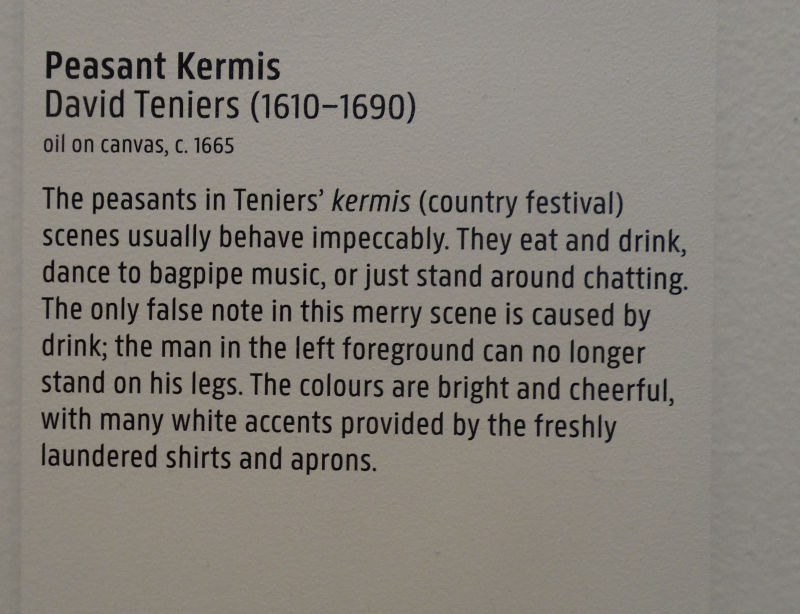 Peasant Kermis
David Teniers (1610–1690)
oil on canvas, c. 1665
The peasants in Teniers’ kermis (country festival)
scenes usually behave impeccably. They eat and drink,
dance to bagpipe music, or just stand around chatting.
The only false note in this merry scene is caused by
drink; the man in the left foreground can no longer
stand on his legs. The colours are bright and cheerful,
with many white accents provided by the freshly
laundered shirts and aprons.